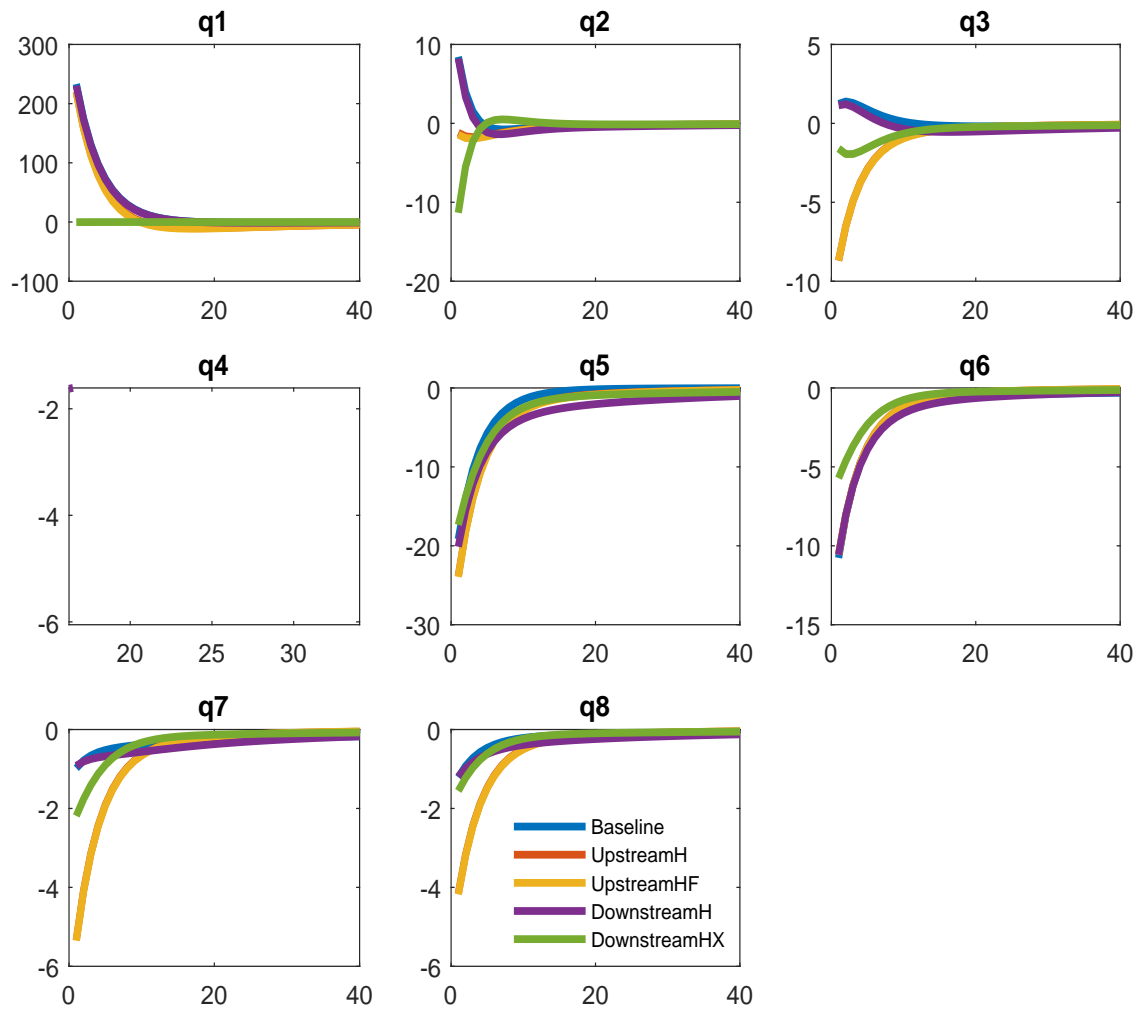 q1 q2 q3
300 10 5
200 0 0
100 -10 -5
0 -20 -10
-100
0 20 40 0 20 40 0 20 40
q4 q5 q6
-2 0 0
-4 -10 -5
-6 -20 -10
-30 -15
20 25 30 0 20 40 0 20 40
q7 q8
0 0
-2 -2
-4 -4
-6 -6
0 20 40 0 20 40
Baseline
UpstreamH
UpstreamHF
DownstreamH
DownstreamHX